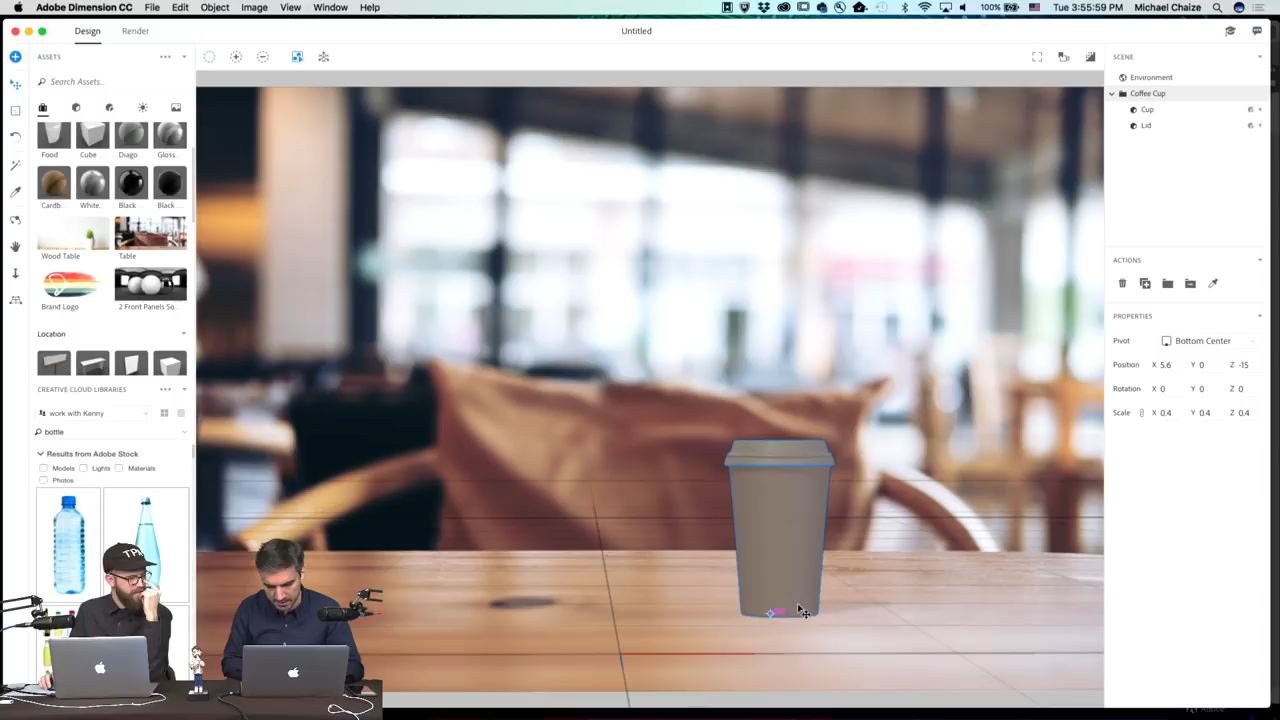 Adobe Dimension CC File Edit Object Image View Window Help 100% Tue 3:55:59 PM Michael Chaize
Design Render Untitled
ASSETS
Search Assets...
Food Cube Diago... Gloss...
Cardb... White... Black ... Black ...
Wood Table Table
Brand Logo 2 Front Panels So...
Location
CREATIVE CLOUD LIBRARIES
work with Kenny
bottle
Results from Adobe Stock
Models Lights Materials
Photos
SCENE
Environment
Coffee Cup
Cup
Lid
ACTIONS
PROPERTIES
Pivot Bottom Center
Position X 5.6 Y 0 Z -15
Rotation X 0 Y 0 Z 0
Scale X 0.4 Y 0.4 Z 0.4